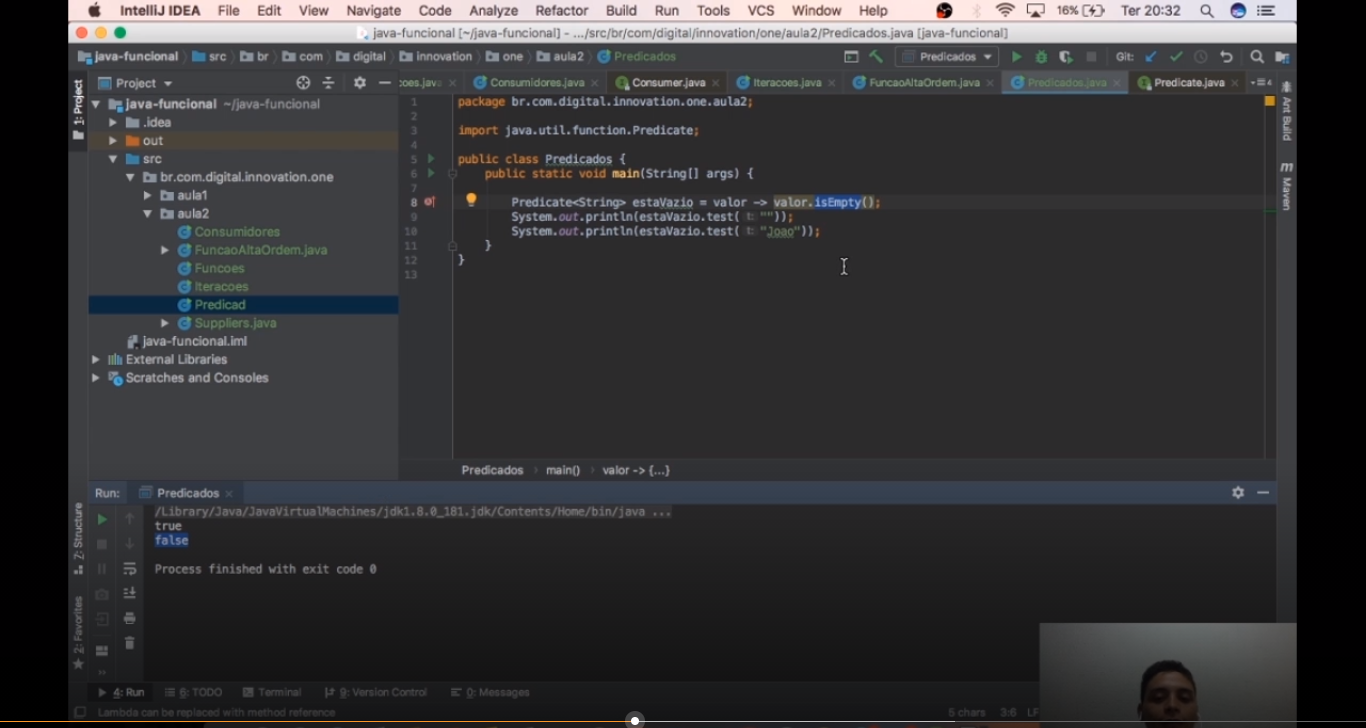 IntelliJ IDEA File Edit View Navigate Code Analyze Refactor Build Run Tools VCS Window Help 16% Ter 20:32
java-funcional [~/java-funcional] - .../src/br/com/digital/innovation/one/aula2/Predicados.java [java-funcional]
java-funcional src br com digital innovation one aula2 Predicados Predicados Git:
1: Project
Project
oes.java Consumidores.java Consumer.java Iteracoes.java FuncaoAltaOrdem.java Predicados.java Predicate.java
java-funcional ~/java-funcional
.idea
out
src
br.com.digital.innovation.one
aula1
aula2
Consumidores
FuncaoAltaOrdem.java
Funcoes
Iteracoes
Predicad
Suppliers.java
java-funcional.iml
External Libraries
Scratches and Consoles
1 package br.com.digital.innovation.one.aula2;
2
3 import java.util.function.Predicate;
4
5 public class Predicados {
6 public static void main(String[] args) {
7
8 Predicate<String> estaVazio = valor -> valor.isEmpty();
9 System.out.println(estaVazio.test( t: ""));
10 System.out.println(estaVazio.test( t: "Joao"));
11 }
12 }
13
Ant Build
Maven
Predicados main() valor -> {...}
Run: Predicados
/Library/Java/JavaVirtualMachines/jdk1.8.0_181.jdk/Contents/Home/bin/java ...
true
false
Process finished with exit code 0
Z: Structure
2: Favorites
4: Run 6: TODO Terminal 9: Version Control 0: Messages
Lambda can be replaced with method reference 5 chars 3:6 LF